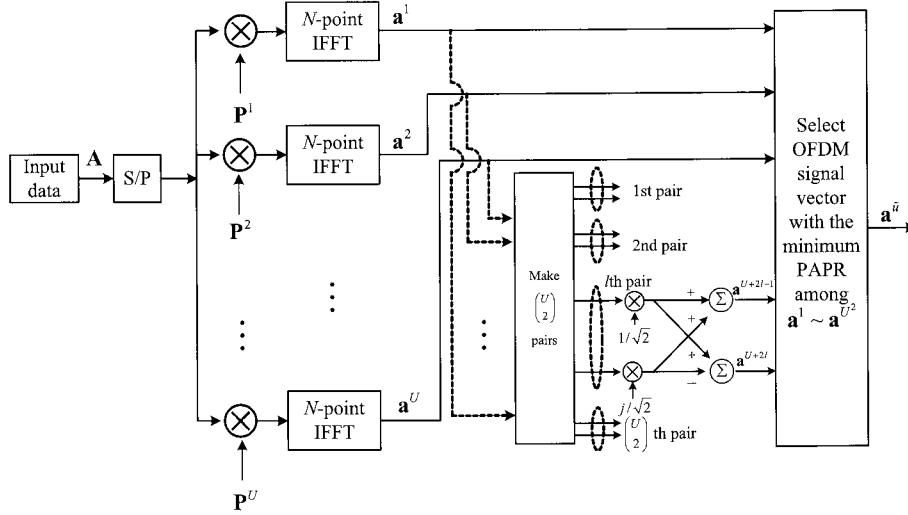 Input
data
A
S/P
P^1
N-point
IFFT
a^1
P^2
N-point
IFFT
a^2
P^U
N-point
IFFT
a^U
Make
(U 2)
pairs
1st pair
2nd pair
lth pair
1/√2
j/√2
+
+
+
−
Σ
Σ
a^{U+2l-1}
a^{U+2l}
(U 2) th pair
Select
OFDM
signal
vector
with the
minimum
PAPR
among
a^1 ~ a^{U^2}
a^ũ